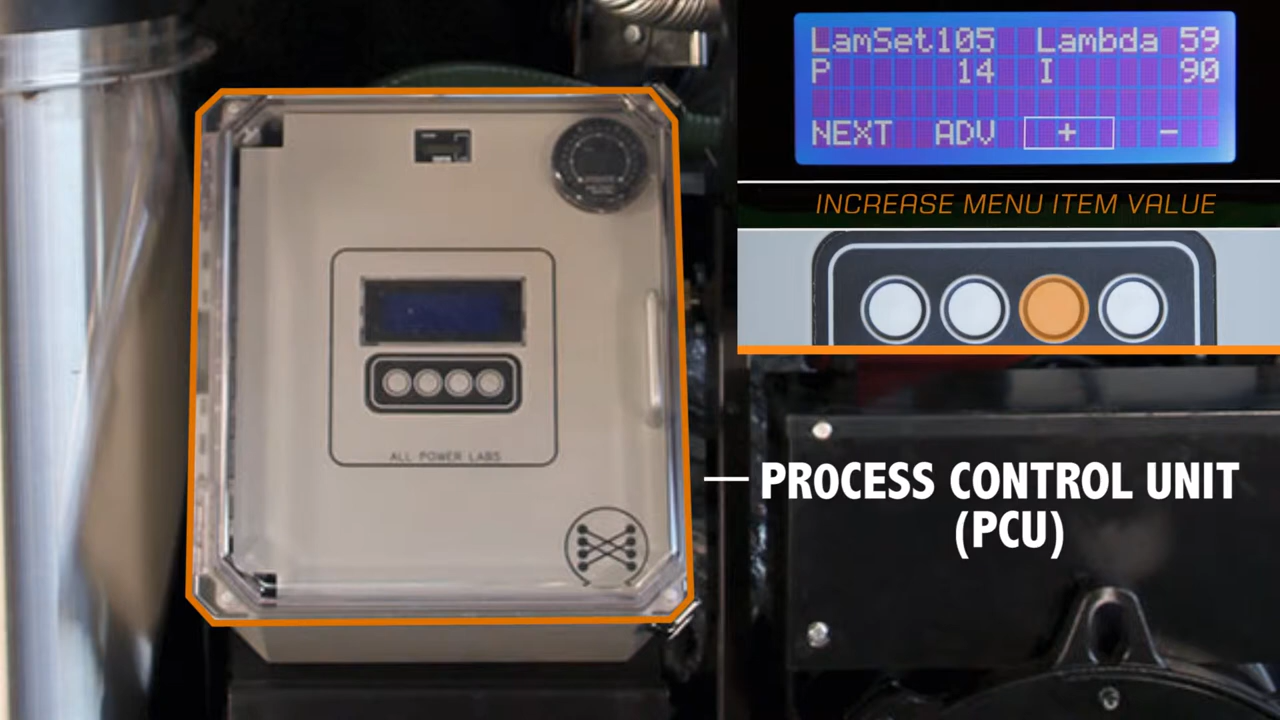 LamSet105 Lambda 59
P 14 I 90
NEXT ADV + -
INCREASE MENU ITEM VALUE
ALL POWER LABS
PROCESS CONTROL UNIT
(PCU)